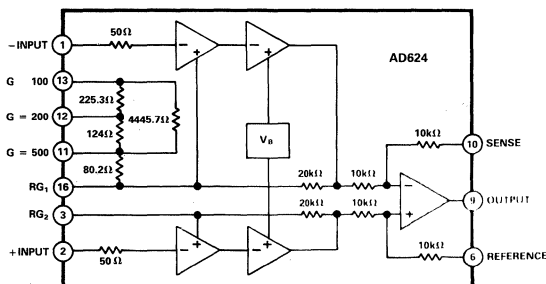 50Ω
−INPUT 1
AD624
G 100 13
225.3Ω
G = 200 12
4445.7Ω
124Ω
VB
10kΩ
10 SENSE
G = 500 11
80.2Ω
20kΩ 10kΩ
RG1 16
9 OUTPUT
RG2 3
20kΩ 10kΩ
10kΩ
+INPUT 2
6 REFERENCE
50Ω